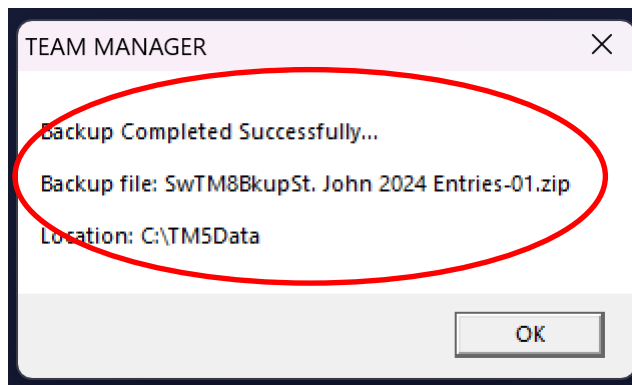 TEAM MANAGER
Backup Completed Successfully...
Backup file: SwTM8BkupSt. John 2024 Entries-01.zip
Location: C:\TM5Data
OK